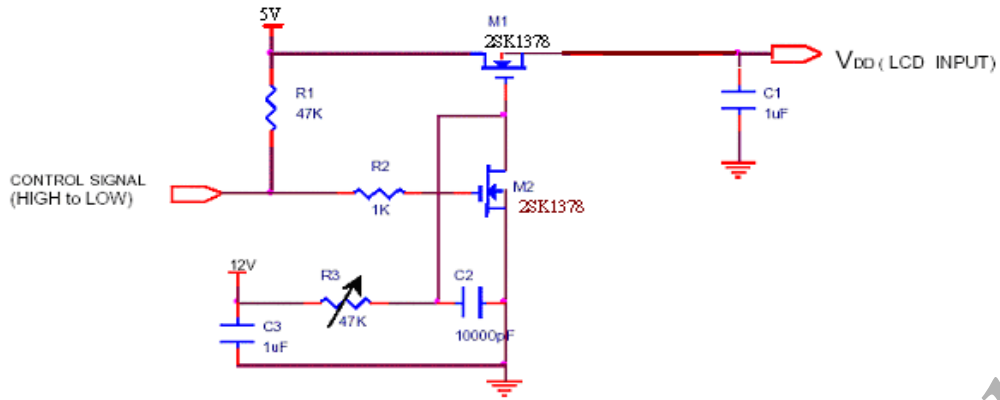 5V
M1
2SK1378
VDD ( LCD INPUT)
R1
47K
C1
1uF
R2
1K
CONTROL SIGNAL
(HIGH to LOW)
M2
2SK1378
12V
R3
47K
C2
10000pF
C3
1uF